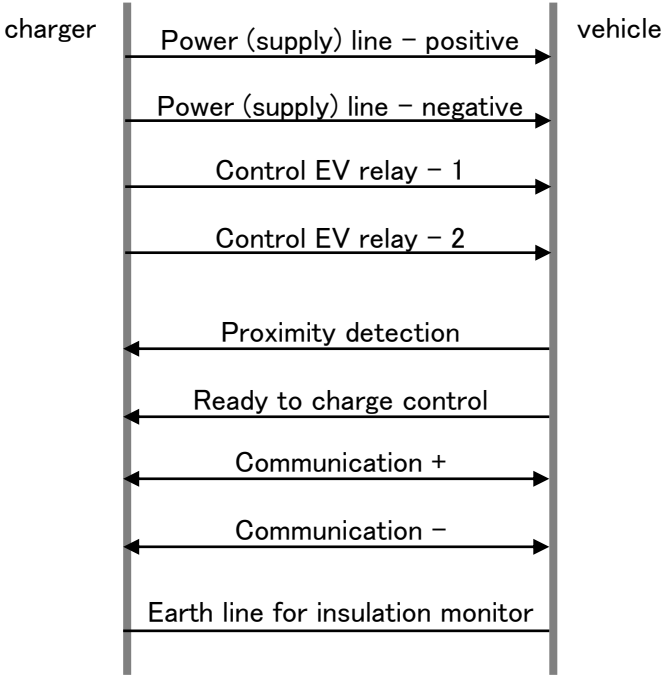 charger
vehicle
Power (supply) line - positive
Power (supply) line - negative
Control EV relay - 1
Control EV relay - 2
Proximity detection
Ready to charge control
Communication +
Communication -
Earth line for insulation monitor